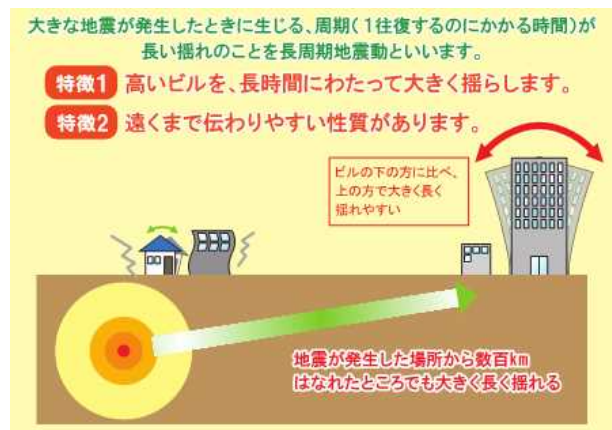 大きな地震が発生したときに生じる、周期(1往復するのにかかる時間)が
長い揺れのことを長周期地震動といいます。
特徴1 高いビルを、長時間にわたって大きく揺らします。
特徴2 遠くまで伝わりやすい性質があります。
ビルの下の方に比べ、
上の方で大きく長く
揺れやすい
地震が発生した場所から数百km
はなれたところでも大きく長く揺れる